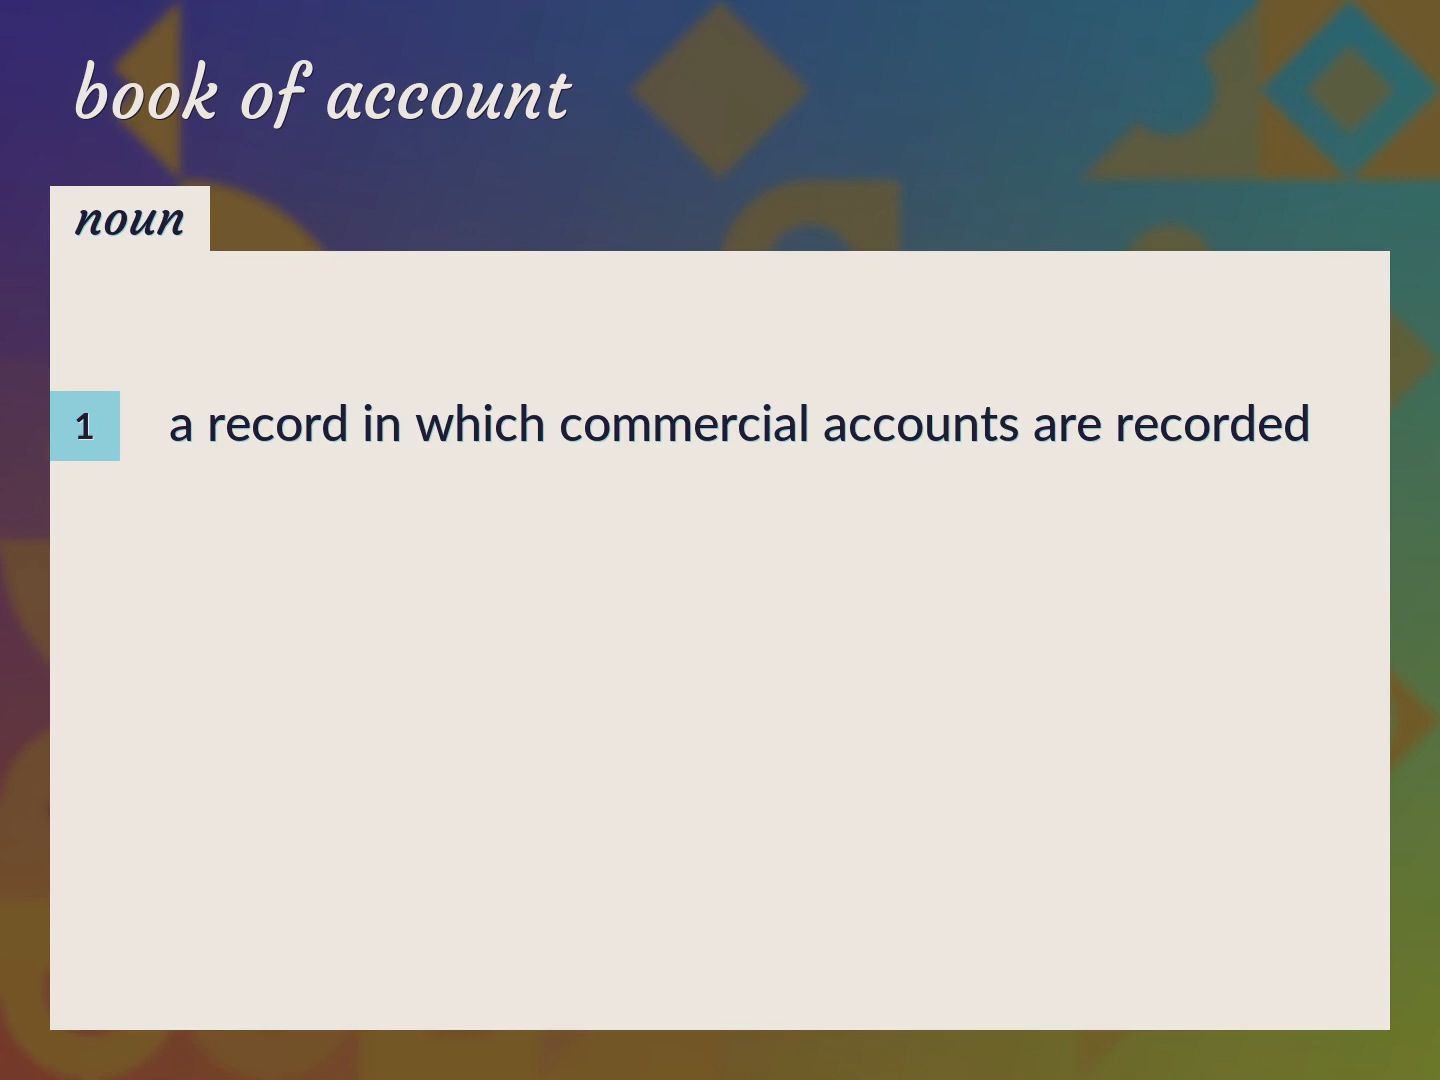 book of account
noun
1 a record in which commercial accounts are recorded